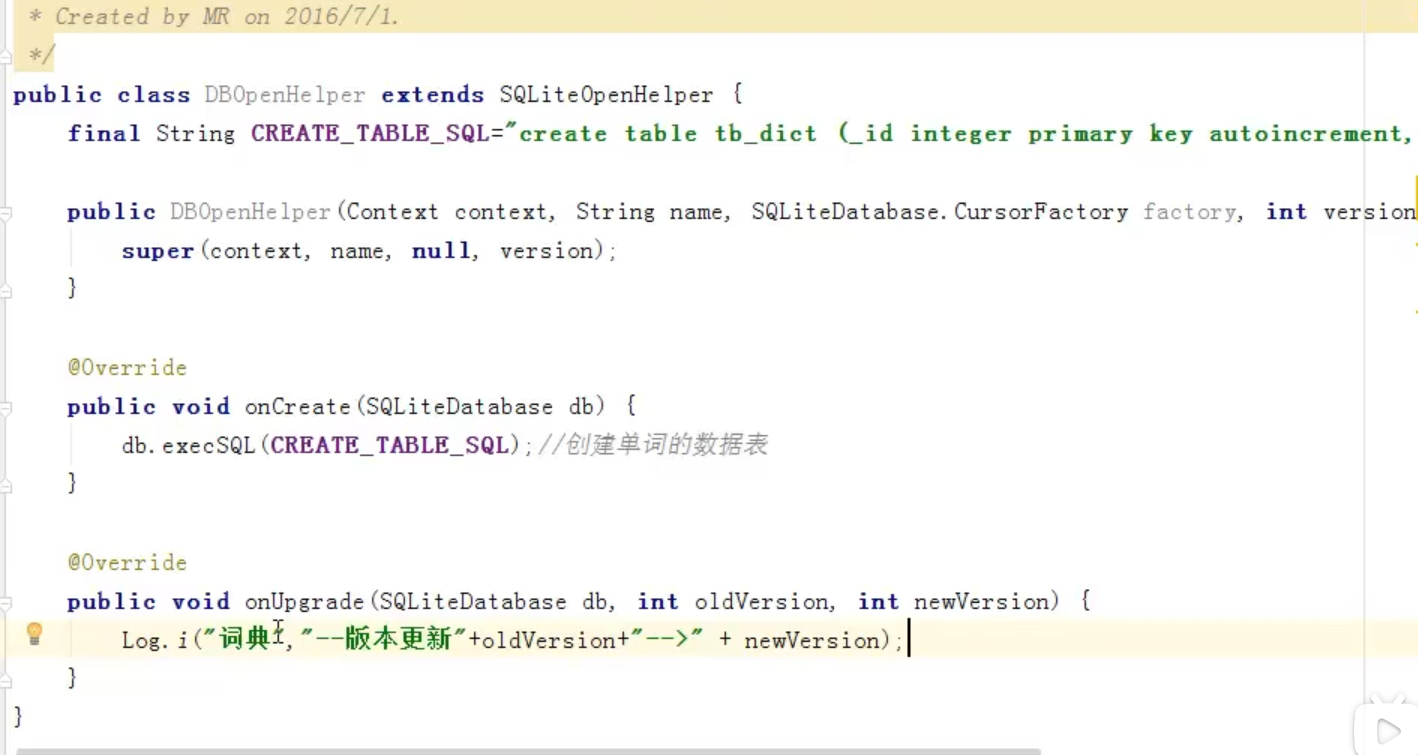 * Created by MR on 2016/7/1.
*/
public class DBOpenHelper extends SQLiteOpenHelper {
final String CREATE_TABLE_SQL="create table tb_dict (_id integer primary key autoincrement,
public DBOpenHelper(Context context, String name, SQLiteDatabase.CursorFactory factory, int version
super(context, name, null, version);
}
@Override
public void onCreate(SQLiteDatabase db) {
db.execSQL(CREATE_TABLE_SQL);//创建单词的数据表
}
@Override
public void onUpgrade(SQLiteDatabase db, int oldVersion, int newVersion) {
Log.i("词典","--版本更新"+oldVersion+"-->" + newVersion);
}
}